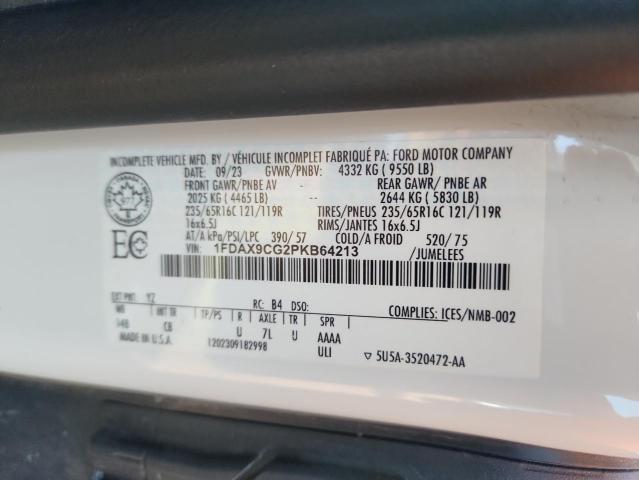 INCOMPLETE VEHICLE MFD. BY / VÉHICULE INCOMPLET FABRIQUÉ PA: FORD MOTOR COMPANY
DATE: 09/23 GVWR/PNBV: 4332 KG ( 9550 LB)
FRONT GAWR/PNBE AV REAR GAWR/ PNBE AR
2025 KG ( 4465 LB) 2644 KG ( 5830 LB)
235/65R16C 121/119R TIRES/PNEUS 235/65R16C 121/119R
16x6.5J RIMS/JANTES 16x6.5J
AT/A kPa/PSI/LPC 390/ 57 COLD/A FROID 520/ 75
VIN: 1FDAX9CG2PKB64213 /JUMELEES
EC
EXT PNT: YZ RC: B4 DSO: COMPLIES: ICES/NMB-002
WB INT TR TP/PS R AXLE TR SPR
148 CB U 7L U AAAA
MADE IN U.S.A. 1202309182998 ULI ▽ 5U5A-3520472-AA